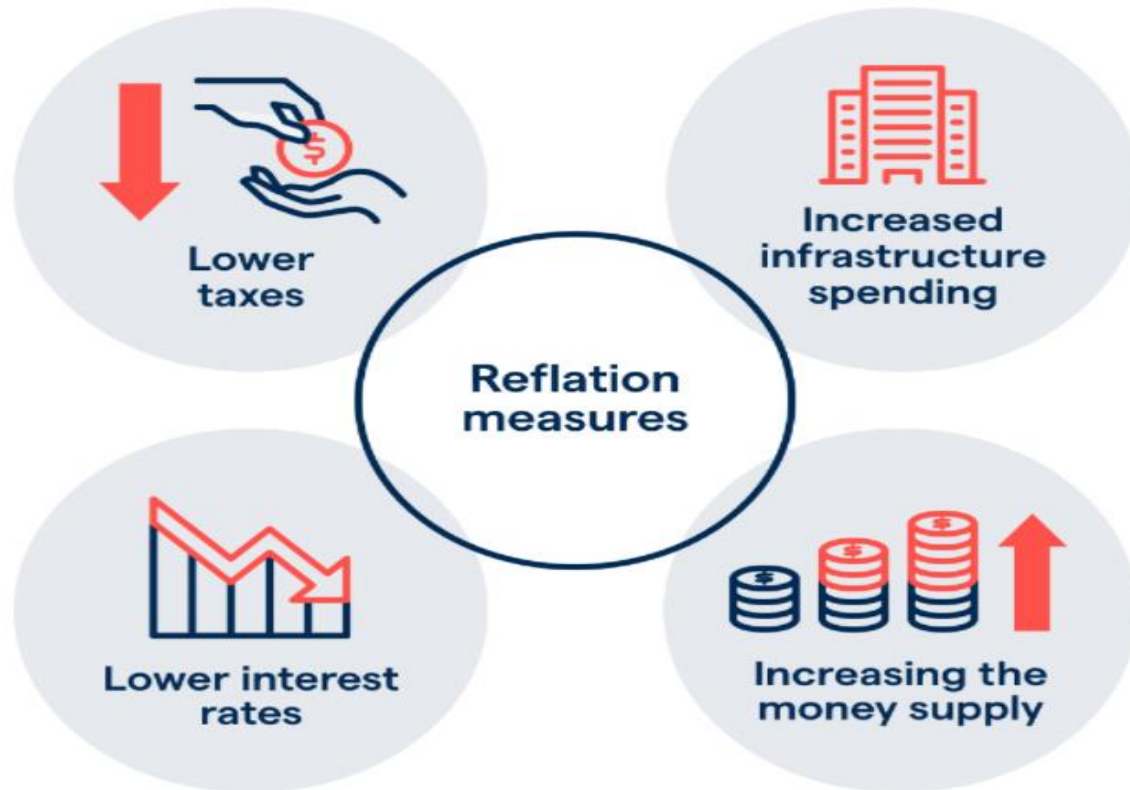 Lower
taxes
Increased
infrastructure
spending
Reflation
measures
Lower interest
rates
Increasing the
money supply